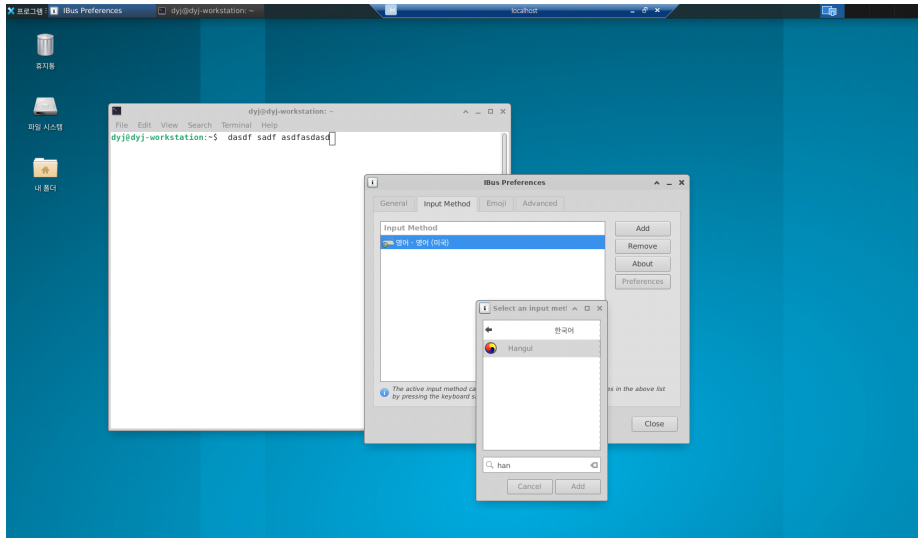 프로그램
IBus Preferences
dyj@dyj-workstation: ~
localhost
휴지통
파일 시스템
내 폴더
dyj@dyj-workstation: ~
File Edit View Search Terminal Help
dyj@dyj-workstation:~$ dasdf sadf asdfasdasd
IBus Preferences
General Input Method Emoji Advanced
Input Method
영어 - 영어 (미국)
Add
Remove
About
Preferences
Select an input met
한국어
Hangul
The active input method ca
es in the above list
by pressing the keyboard s
Close
han
Cancel Add